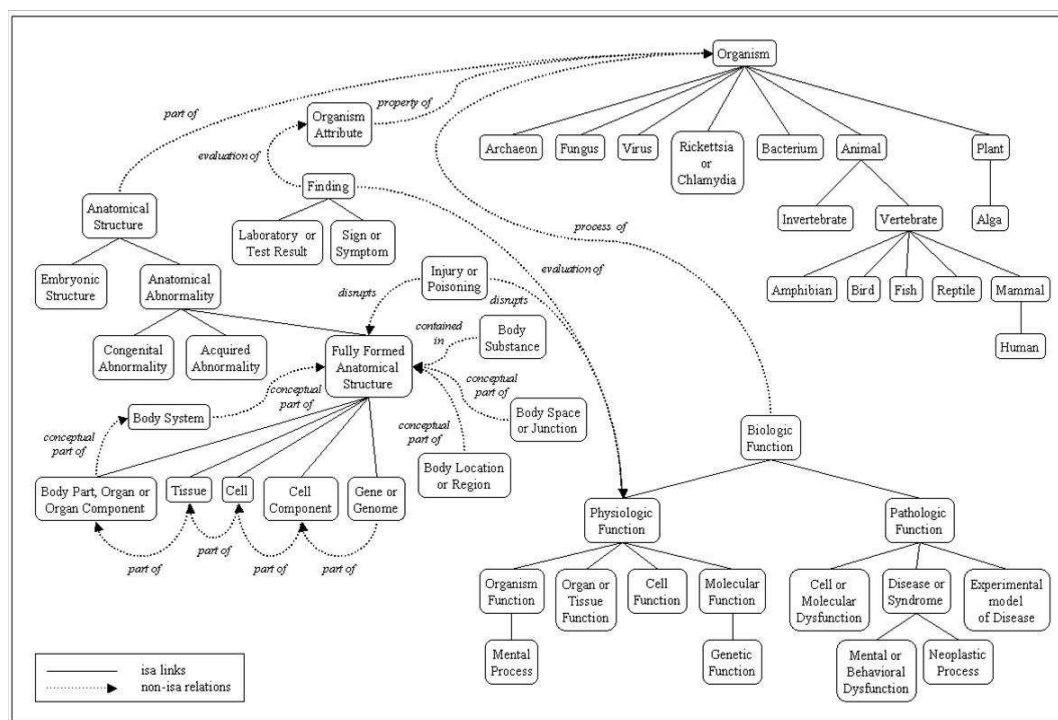 Organism
part of
property of
Organism
Attribute
Archaeon
Fungus
Virus
Rickettsia
or
Chlamydia
Bacterium
Animal
Plant
evaluation of
Finding
Anatomical
Structure
Laboratory or
Test Result
Sign or
Symptom
Invertebrate
Vertebrate
Alga
process of
Embryonic
Structure
Anatomical
Abnormality
Injury or
Poisoning
evaluation of
Amphibian
Bird
Fish
Reptile
Mammal
disrupts
disrupts
Congenital
Abnormality
Acquired
Abnormality
Fully Formed
Anatomical
Structure
contained
in
Body
Substance
Human
conceptual
part of
conceptual
part of
Body System
Body Space
or Junction
conceptual
part of
conceptual
part of
Biologic
Function
Body Location
or Region
Body Part, Organ or
Organ Component
Tissue
Cell
Cell
Component
Gene or
Genome
Physiologic
Function
Pathologic
Function
part of
part of
part of
part of
Organism
Function
Organ or
Tissue
Function
Cell
Function
Molecular
Function
Cell or
Molecular
Dysfunction
Disease or
Syndrome
Experimental
model
of Disease
Mental
Process
Genetic
Function
Mental or
Behavioral
Dysfunction
Neoplastic
Process
isa links
non-isa relations